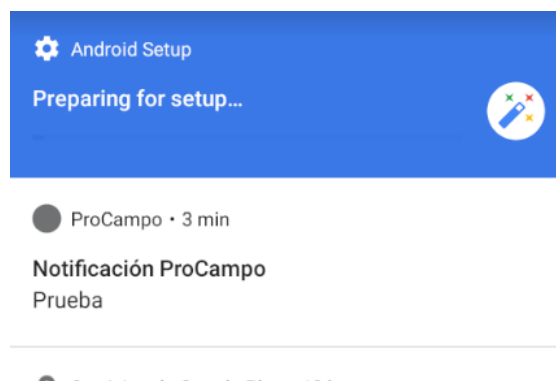 Android Setup
Preparing for setup...
ProCampo • 3 min
Notificación ProCampo
Prueba